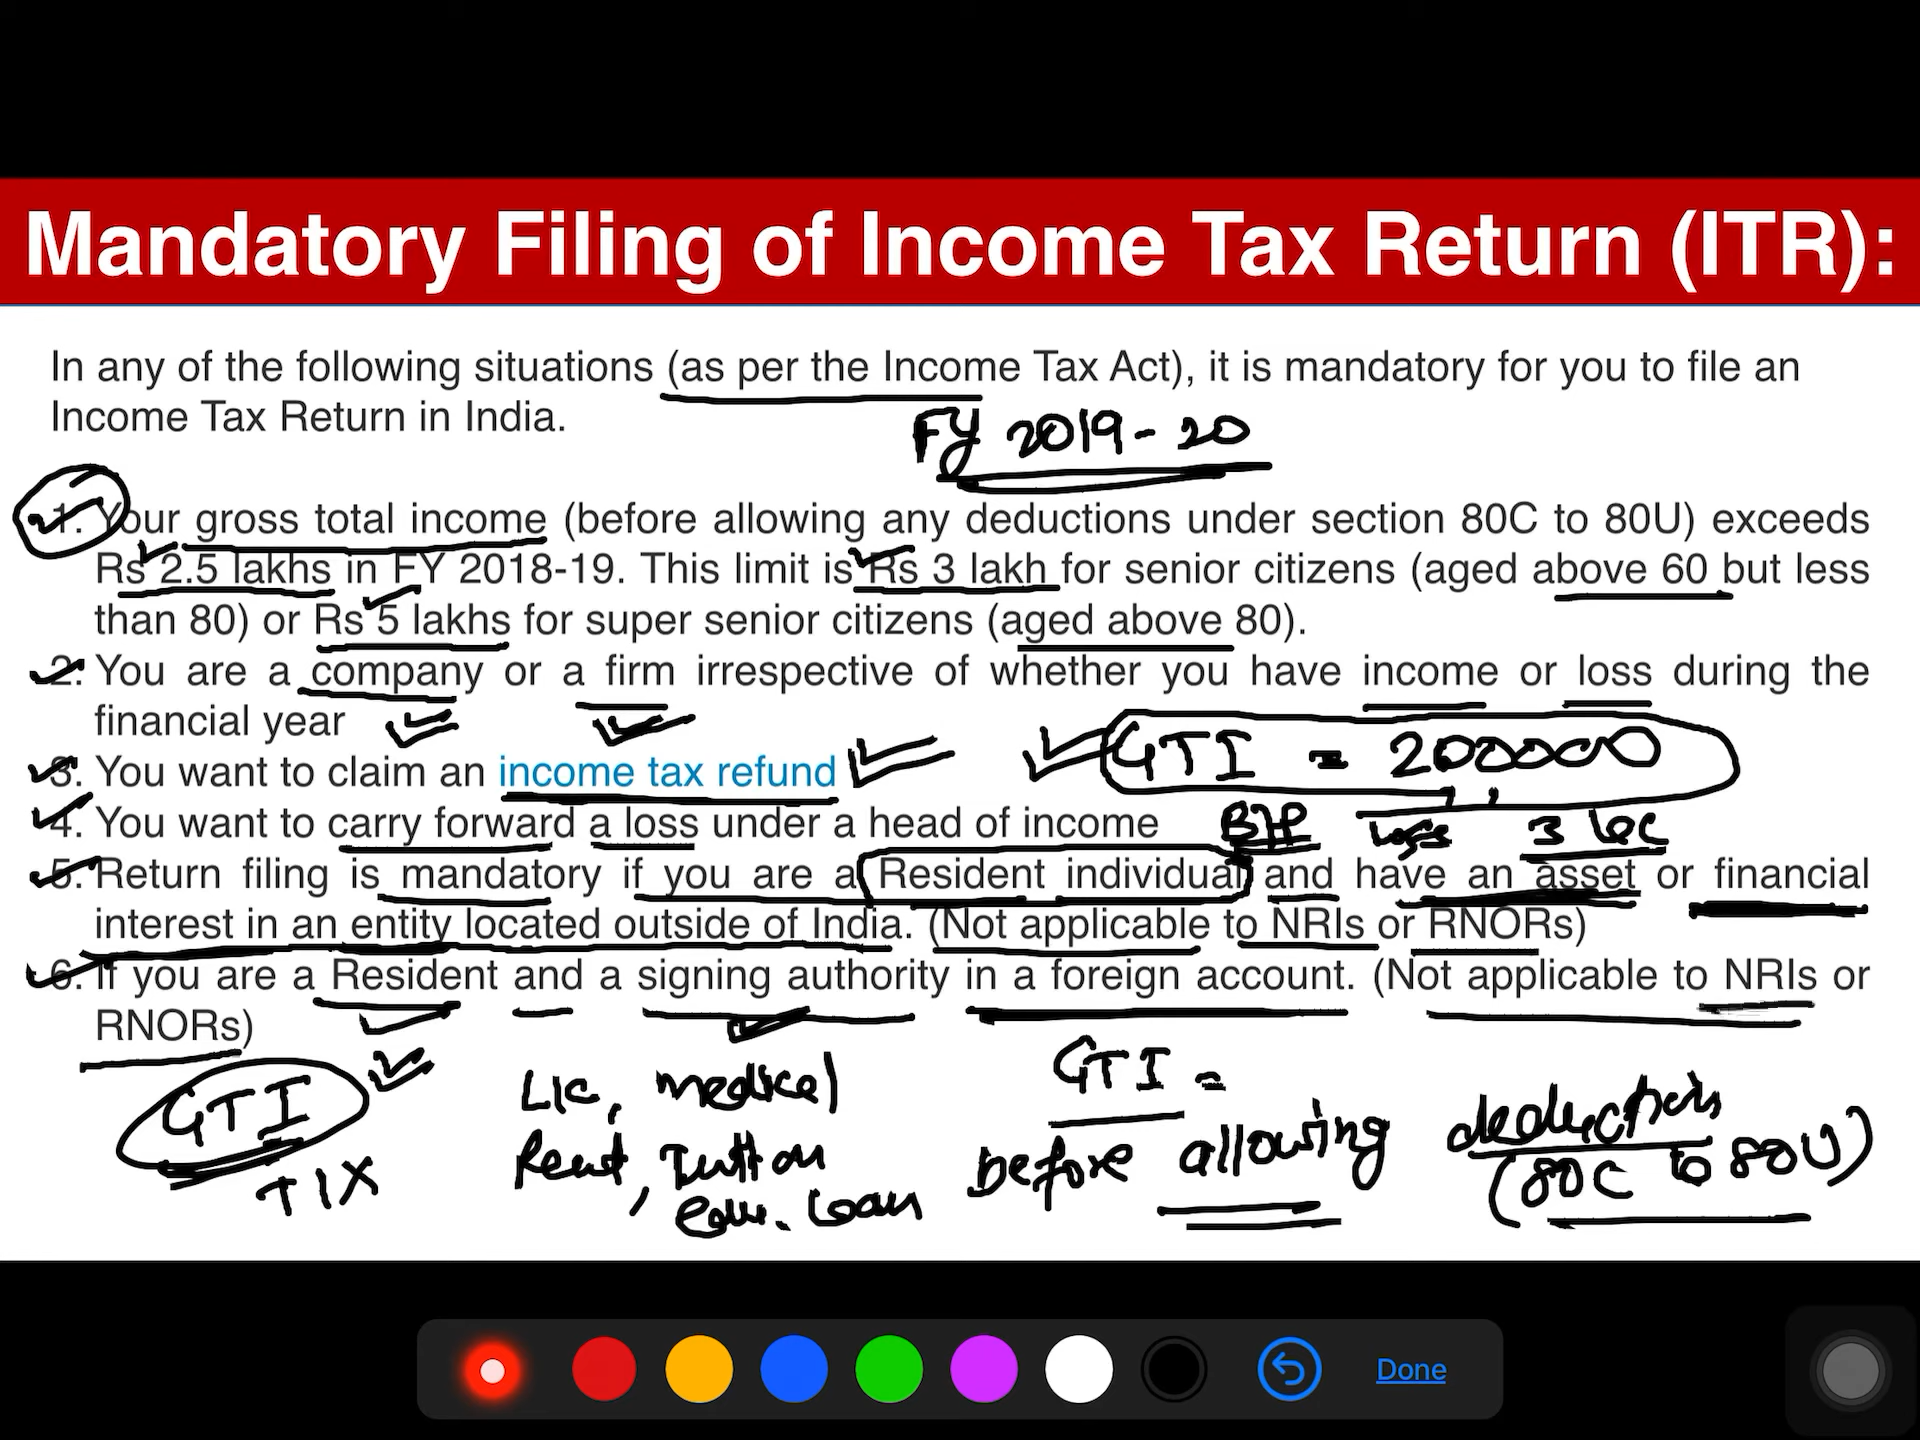 Mandatory Filing of Income Tax Return (ITR):
In any of the following situations (as per the Income Tax Act), it is mandatory for you to file an
Income Tax Return in India.
FY 2019-20
1. Your gross total income (before allowing any deductions under section 80C to 80U) exceeds
Rs 2.5 lakhs in FY 2018-19. This limit is Rs 3 lakh for senior citizens (aged above 60 but less
than 80) or Rs 5 lakhs for super senior citizens (aged above 80).
2. You are a company or a firm irrespective of whether you have income or loss during the
financial year
GTI = 200000
3. You want to claim an income tax refund
4. You want to carry forward a loss under a head of income
B/P loss 3 lac
5. Return filing is mandatory if you are a Resident individual and have an asset or financial
interest in an entity located outside of India. (Not applicable to NRIs or RNORs)
6. If you are a Resident and a signing authority in a foreign account. (Not applicable to NRIs or
RNORs)
GTI
TIX
LIC, medical
Rent, Tution
edu. loan
GTI =
before allowing deductions
(80C to 80U)
Done